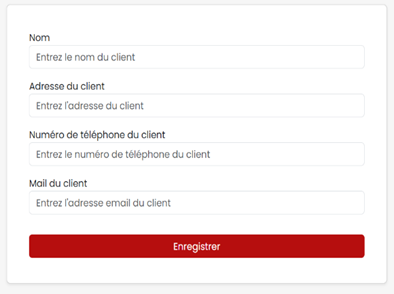 Nom
Entrez le nom du client
Adresse du client
Entrez l'adresse du client
Numéro de téléphone du client
Entrez le numéro de téléphone du client
Mail du client
Entrez l'adresse email du client
Enregistrer